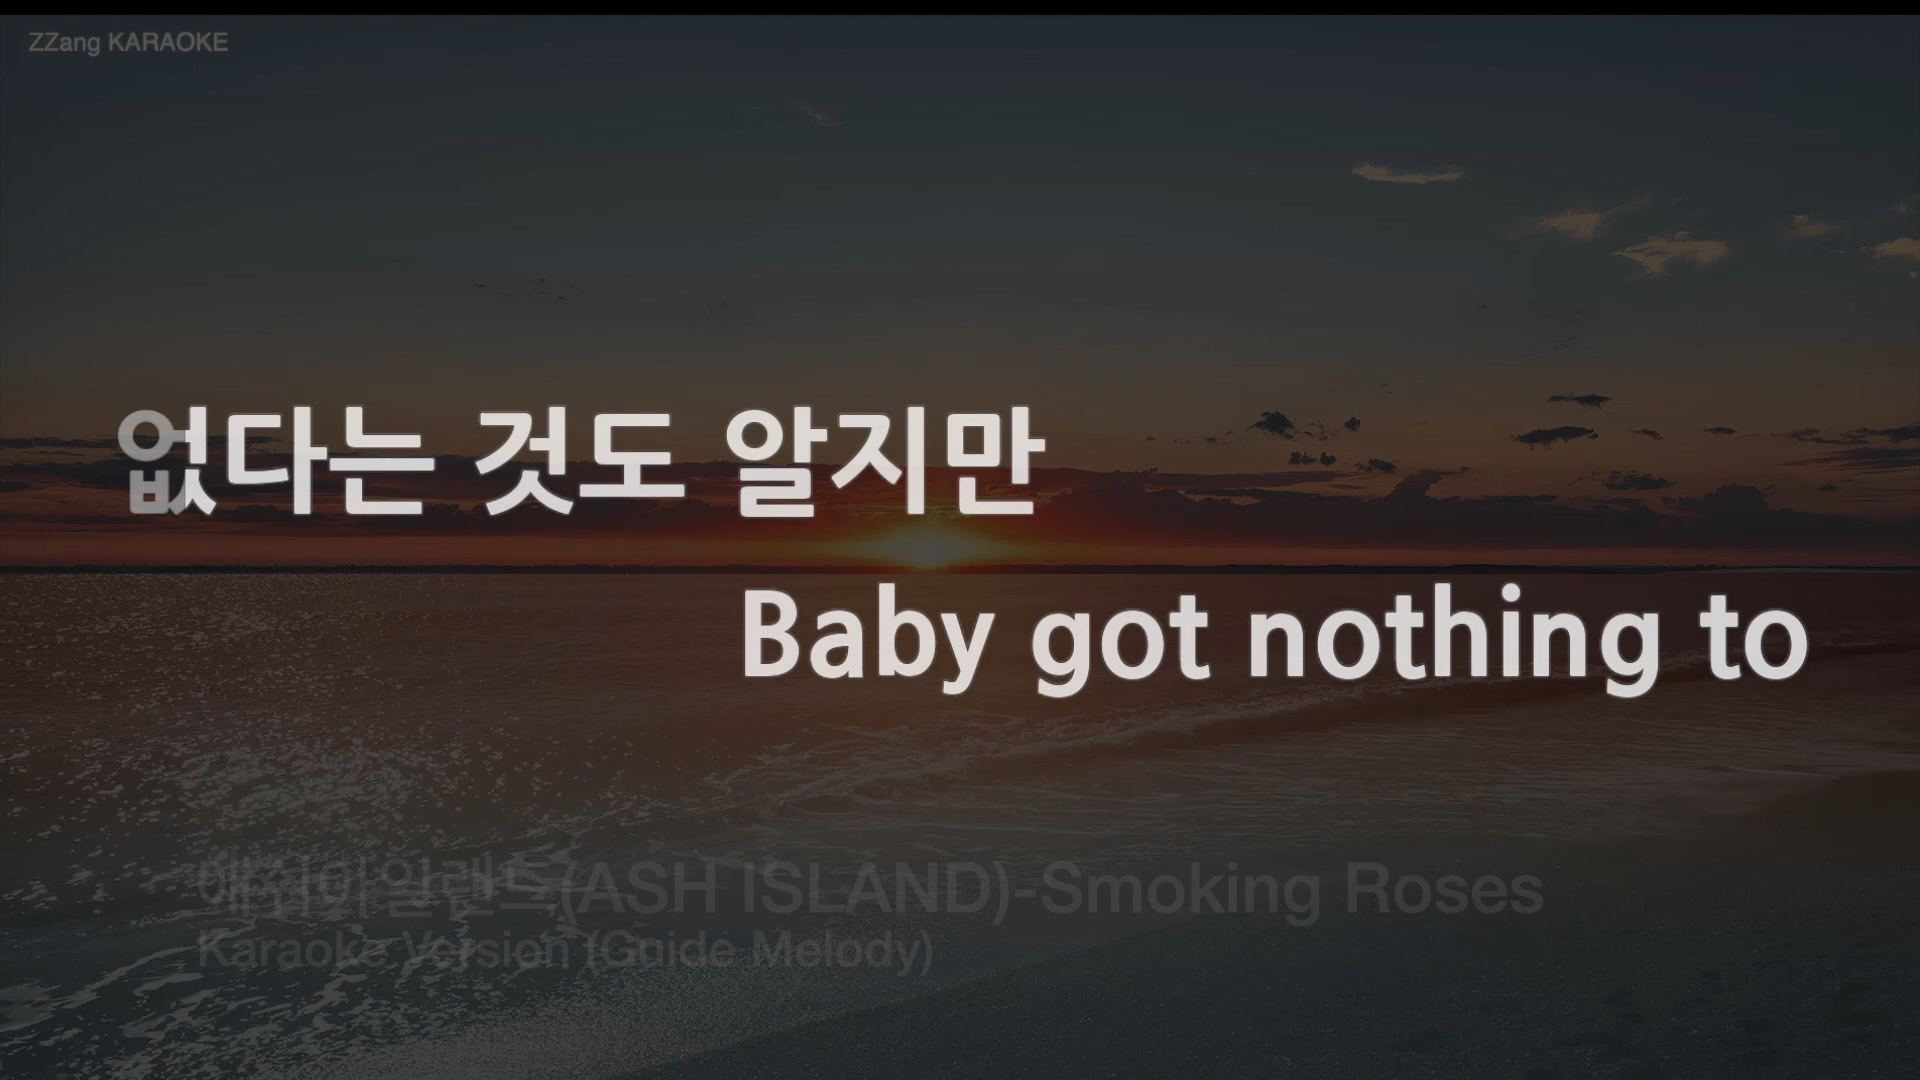 ZZang KARAOKE
없다는 것도 알지만
Baby got nothing to
애쉬아일랜드(ASH ISLAND)-Smoking Roses
Karaoke Version (Guide Melody)